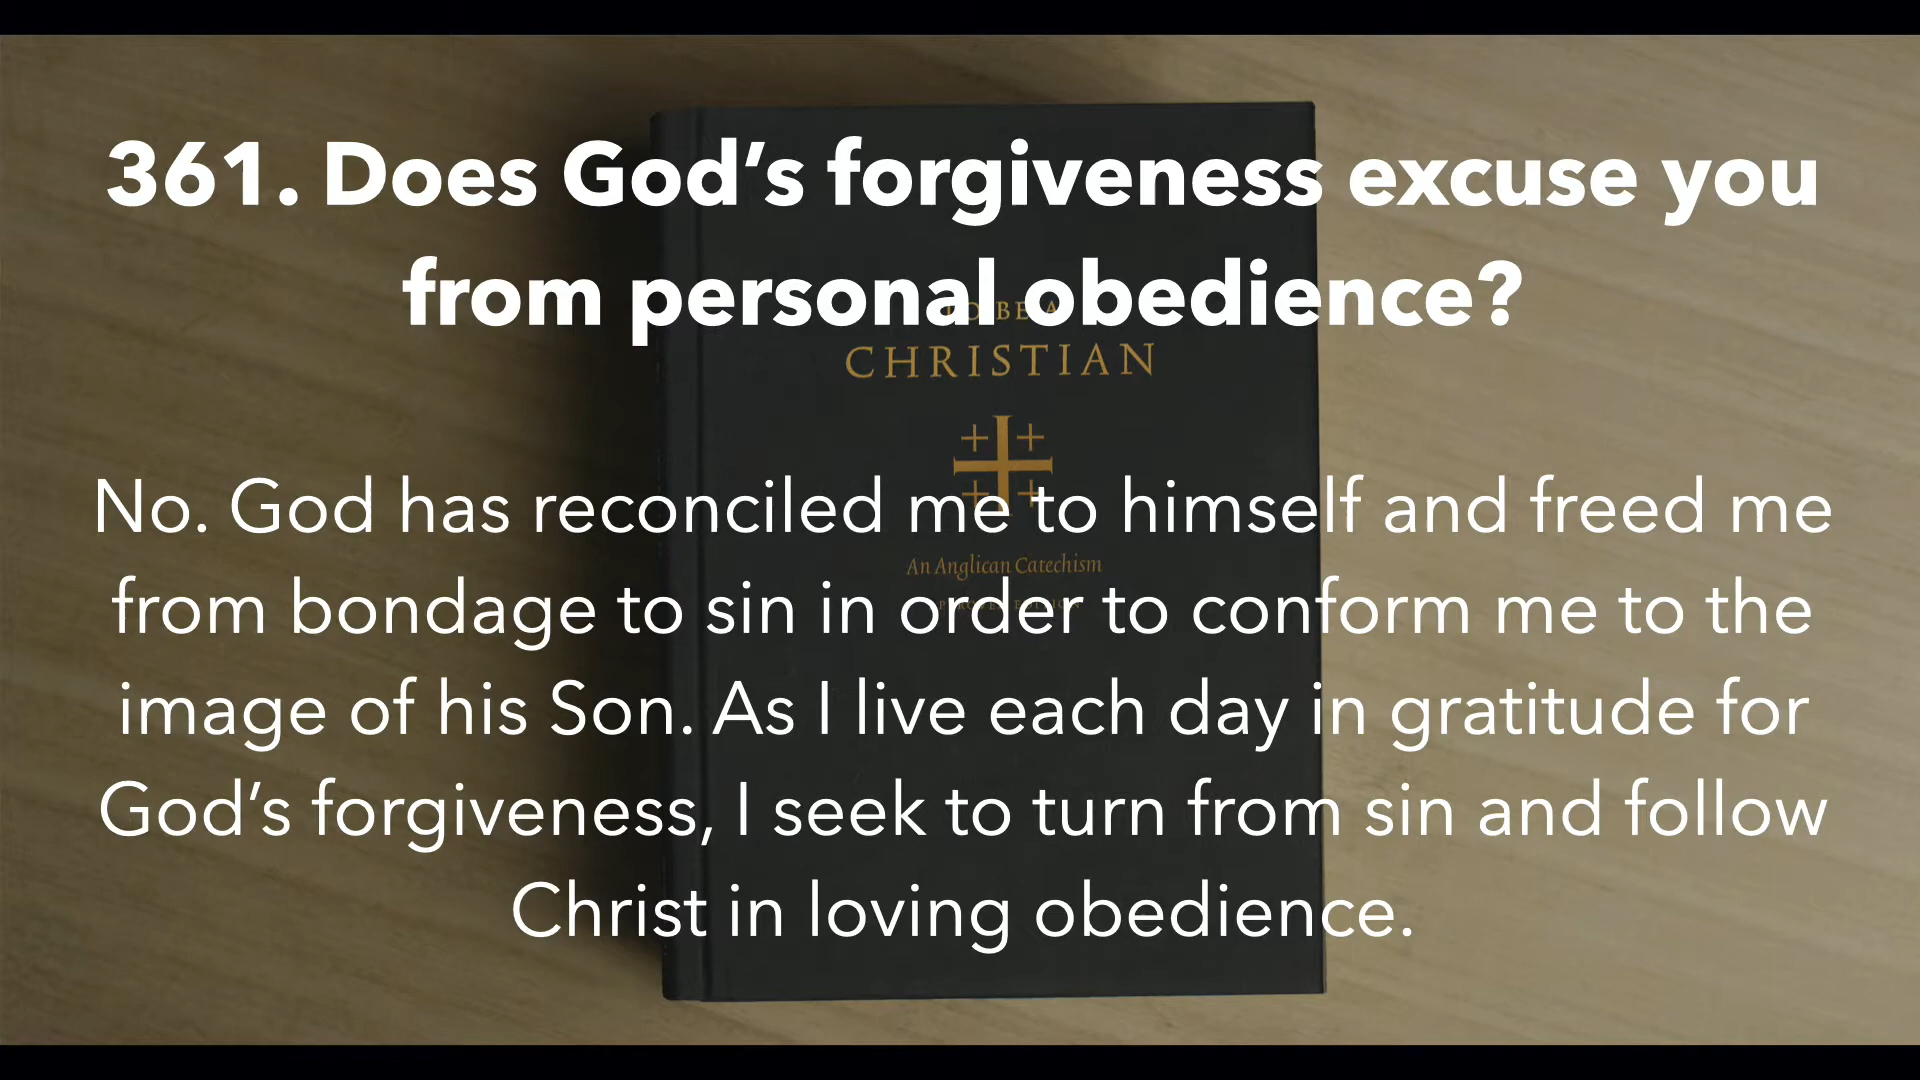 361. Does God’s forgiveness excuse you
from personal obedience?
TO BE A
CHRISTIAN
No. God has reconciled me to himself and freed me
An Anglican Catechism
from bondage to sin in order to conform me to the
image of his Son. As I live each day in gratitude for
God’s forgiveness, I seek to turn from sin and follow
Christ in loving obedience.